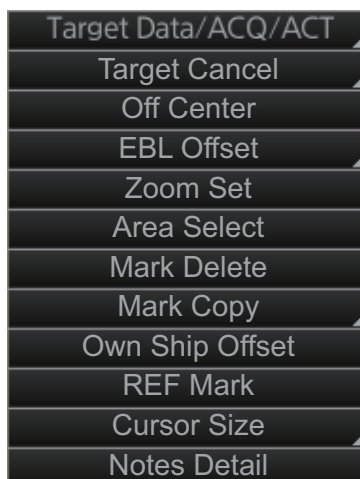 Target Data/ACQ/ACT
Target Cancel
Off Center
EBL Offset
Zoom Set
Area Select
Mark Delete
Mark Copy
Own Ship Offset
REF Mark
Cursor Size
Notes Detail